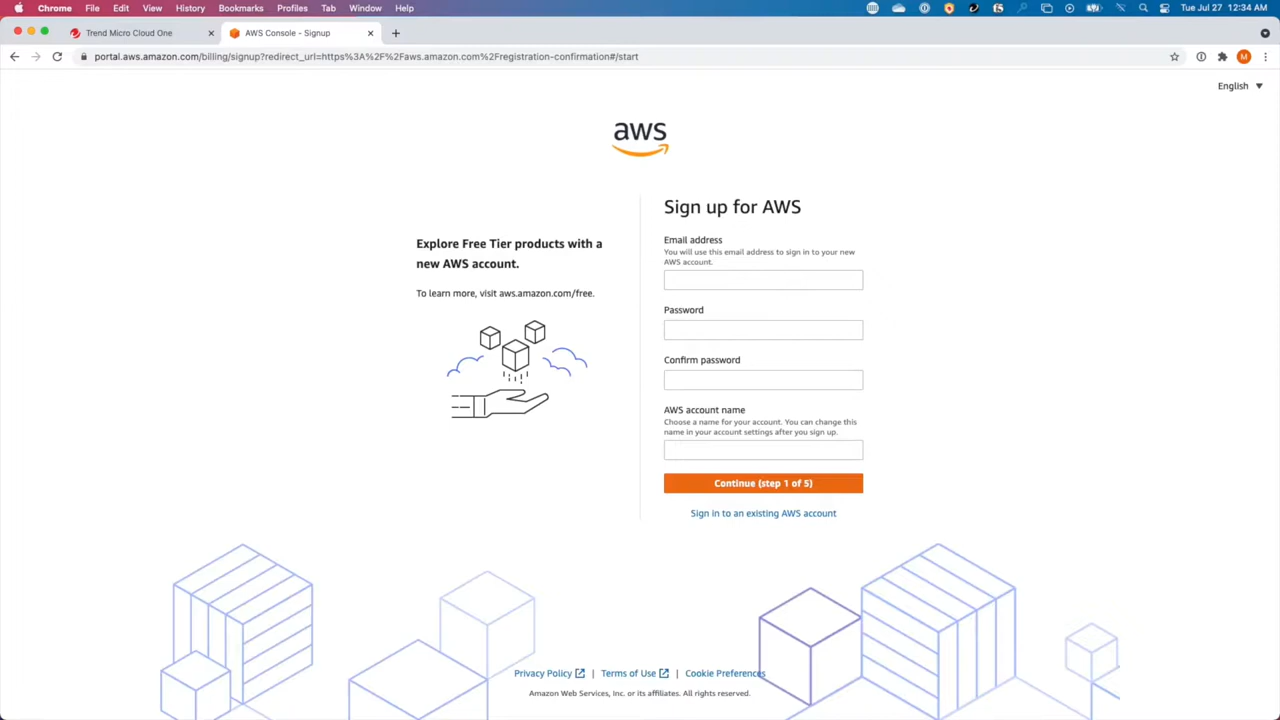 Chrome File Edit View History Bookmarks Profiles Tab Window Help Tue Jul 27 12:34 AM
Trend Micro Cloud One
AWS Console - Signup
portal.aws.amazon.com/billing/signup?redirect_url=https%3A%2F%2Faws.amazon.com%2Fregistration-confirmation#/start
M
English
aws
Explore Free Tier products with a
new AWS account.
To learn more, visit aws.amazon.com/free.
Sign up for AWS
Email address
You will use this email address to sign in to your new
AWS account.
Password
Confirm password
AWS account name
Choose a name for your account. You can change this
name in your account settings after you sign up.
Continue (step 1 of 5)
Sign in to an existing AWS account
Privacy Policy | Terms of Use | Cookie Preferences
Amazon Web Services, Inc. or its affiliates. All rights reserved.